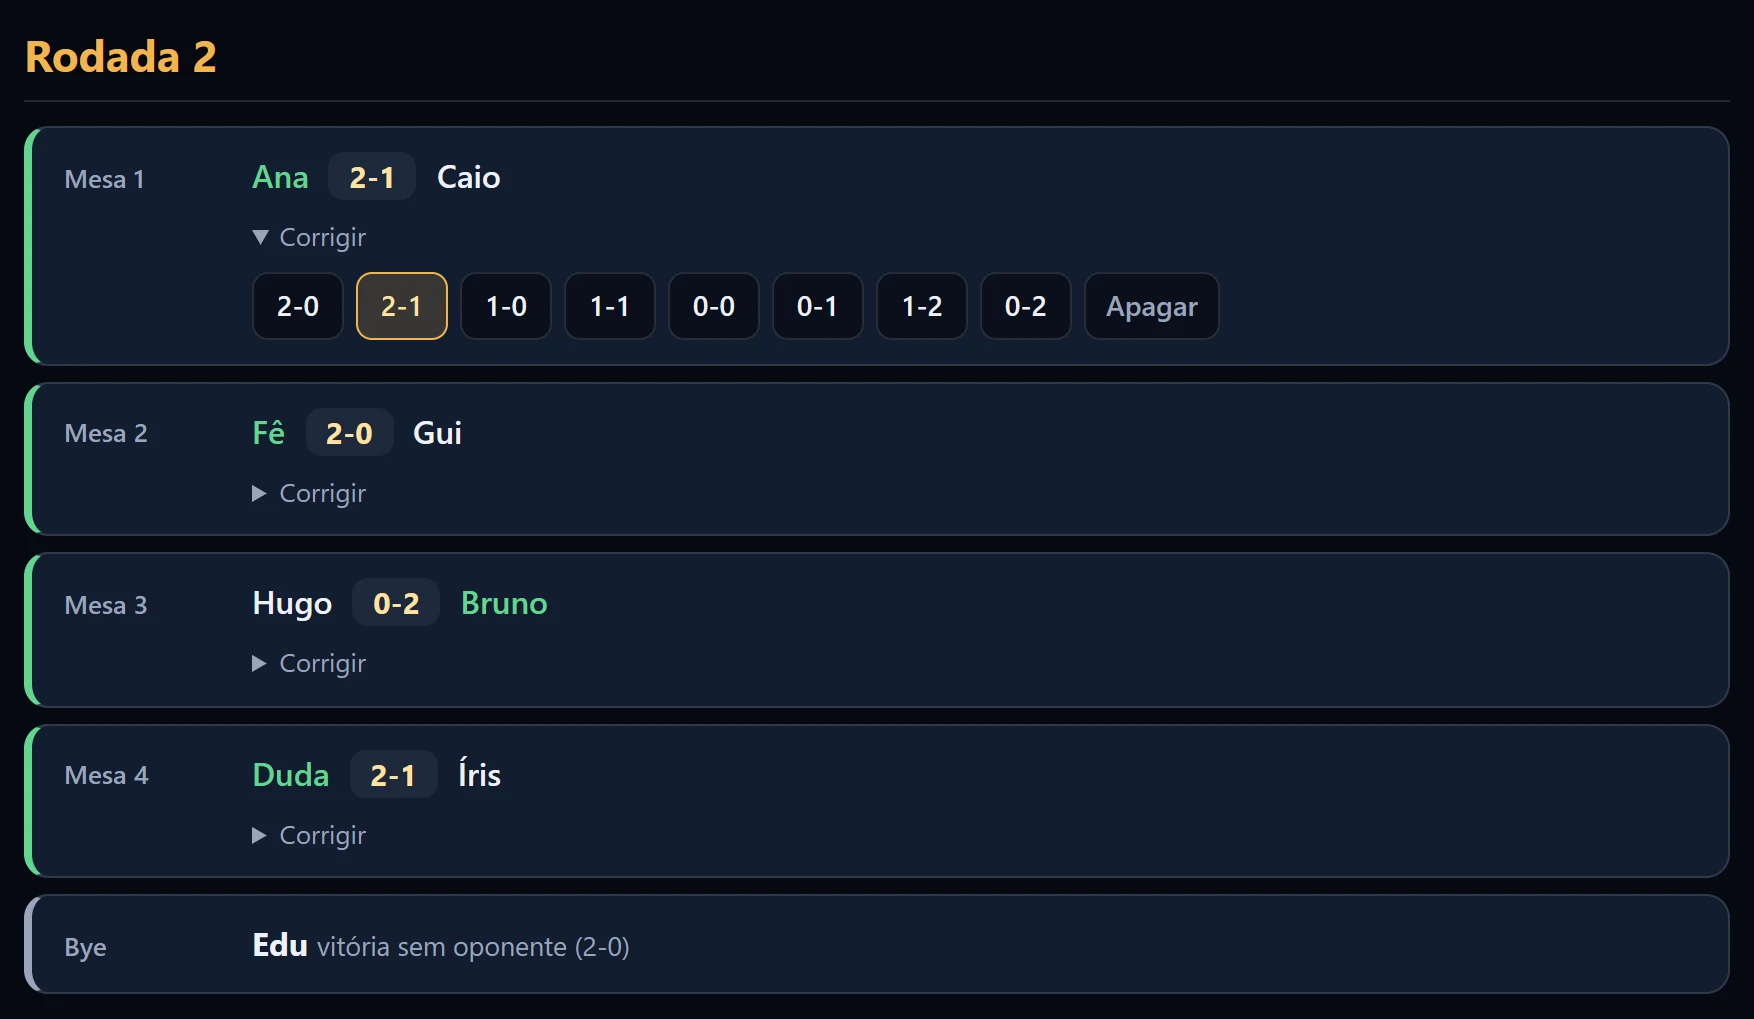 Rodada 2
Mesa 1 Ana 2-1 Caio
▼ Corrigir
2-0 2-1 1-0 1-1 0-0 0-1 1-2 0-2 Apagar
Mesa 2 Fê 2-0 Gui
▶ Corrigir
Mesa 3 Hugo 0-2 Bruno
▶ Corrigir
Mesa 4 Duda 2-1 Íris
▶ Corrigir
Bye Edu vitória sem oponente (2-0)